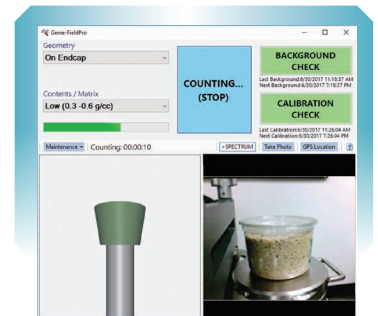 Genie-FieldPro
Geometry
On Endcap
Contents / Matrix
Low (0.3 -0.6 g/cc)
COUNTING...
(STOP)
BACKGROUND
CHECK
Last Background:6/30/2017 11:18:37 AM
Next Background:6/30/2017 7:18:37 PM
CALIBRATION
CHECK
Last Calibration:6/30/2017 11:26:04 AM
Next Calibration:6/30/2017 7:26:04 PM
Maintenance
Counting: 00:00:10
>SPECTRUM
Take Photo
GPS Location
?